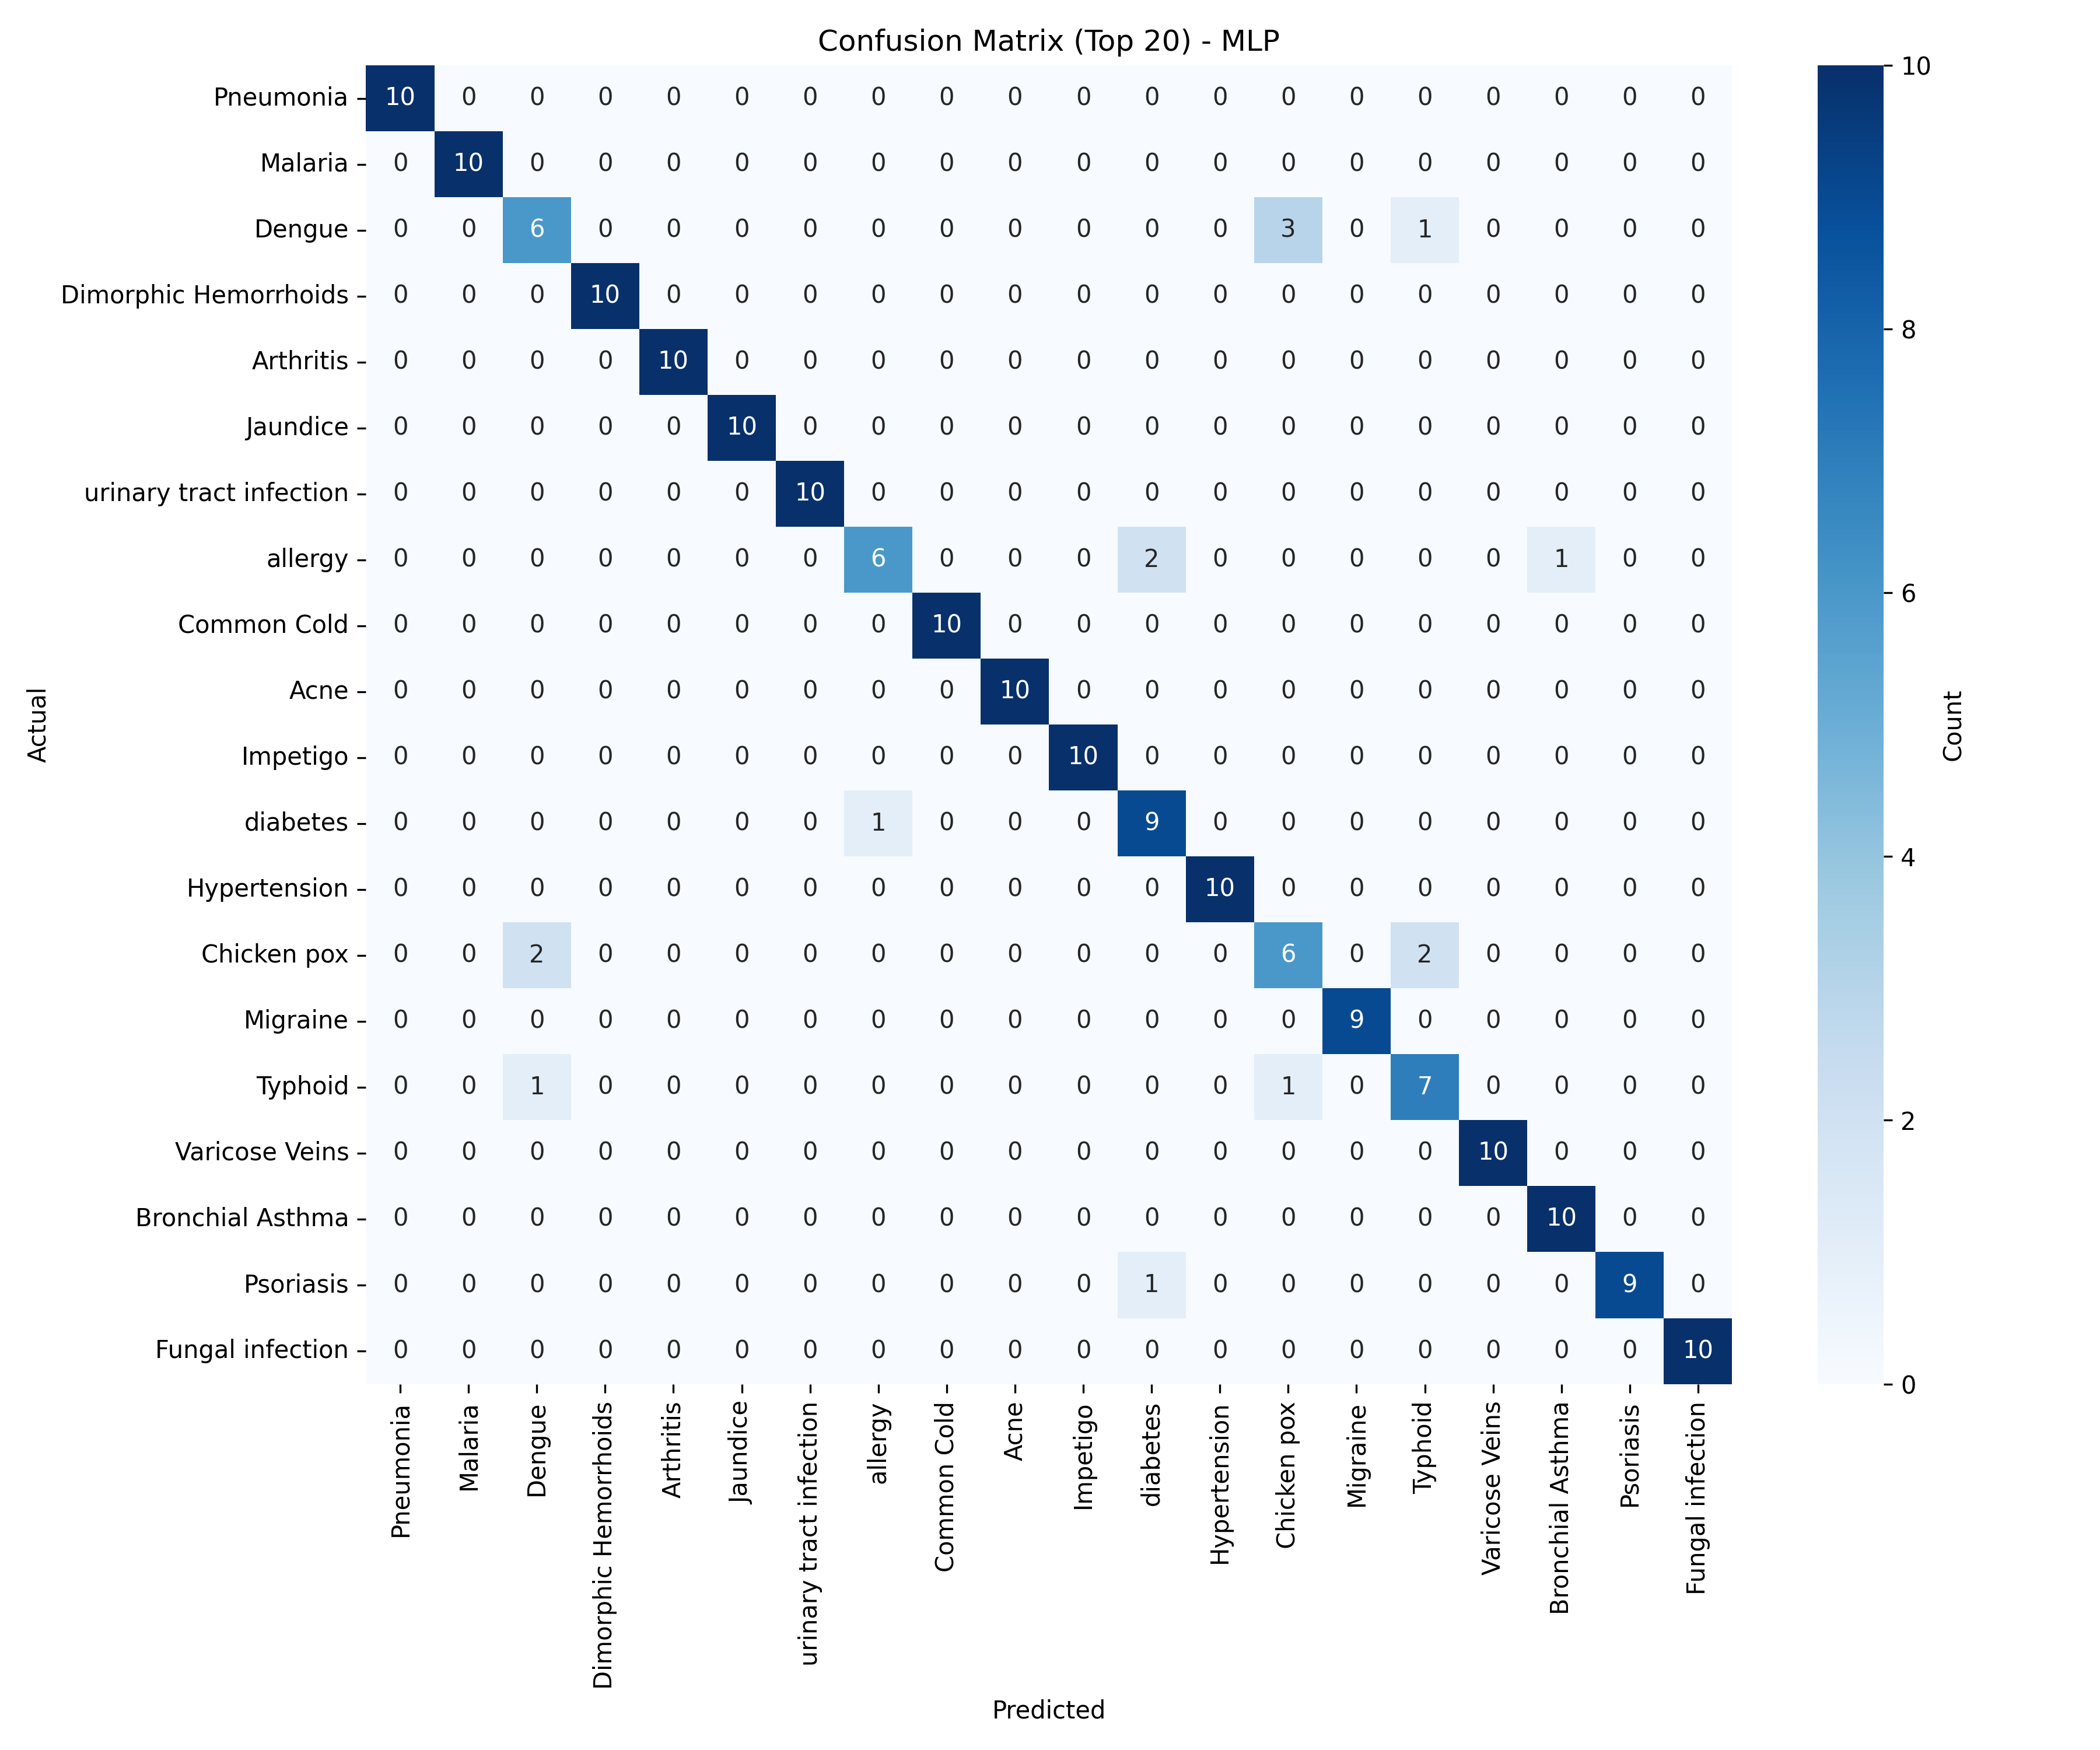 Confusion Matrix (Top 20) - MLP
Pneumonia 10 0 0 0 0 0 0 0 0 0 0 0 0 0 0 0 0 0 0 0
Malaria 0 10 0 0 0 0 0 0 0 0 0 0 0 0 0 0 0 0 0 0
Dengue 0 0 6 0 0 0 0 0 0 0 0 0 0 3 0 1 0 0 0 0
Dimorphic Hemorrhoids 0 0 0 10 0 0 0 0 0 0 0 0 0 0 0 0 0 0 0 0
Arthritis 0 0 0 0 10 0 0 0 0 0 0 0 0 0 0 0 0 0 0 0
Jaundice 0 0 0 0 0 10 0 0 0 0 0 0 0 0 0 0 0 0 0 0
urinary tract infection 0 0 0 0 0 0 10 0 0 0 0 0 0 0 0 0 0 0 0 0
allergy 0 0 0 0 0 0 0 6 0 0 0 2 0 0 0 0 0 1 0 0
Common Cold 0 0 0 0 0 0 0 0 10 0 0 0 0 0 0 0 0 0 0 0
Acne 0 0 0 0 0 0 0 0 0 10 0 0 0 0 0 0 0 0 0 0
Impetigo 0 0 0 0 0 0 0 0 0 0 10 0 0 0 0 0 0 0 0 0
diabetes 0 0 0 0 0 0 0 1 0 0 0 9 0 0 0 0 0 0 0 0
Hypertension 0 0 0 0 0 0 0 0 0 0 0 0 10 0 0 0 0 0 0 0
Chicken pox 0 0 2 0 0 0 0 0 0 0 0 0 0 6 0 2 0 0 0 0
Migraine 0 0 0 0 0 0 0 0 0 0 0 0 0 0 9 0 0 0 0 0
Typhoid 0 0 1 0 0 0 0 0 0 0 0 0 0 1 0 7 0 0 0 0
Varicose Veins 0 0 0 0 0 0 0 0 0 0 0 0 0 0 0 0 10 0 0 0
Bronchial Asthma 0 0 0 0 0 0 0 0 0 0 0 0 0 0 0 0 0 10 0 0
Psoriasis 0 0 0 0 0 0 0 0 0 0 0 1 0 0 0 0 0 0 9 0
Fungal infection 0 0 0 0 0 0 0 0 0 0 0 0 0 0 0 0 0 0 0 10
Actual
Pneumonia
Malaria
Dengue
Dimorphic Hemorrhoids
Arthritis
Jaundice
urinary tract infection
allergy
Common Cold
Acne
Impetigo
diabetes
Hypertension
Chicken pox
Migraine
Typhoid
Varicose Veins
Bronchial Asthma
Psoriasis
Fungal infection
Predicted
10
8
6
4
2
0
Count